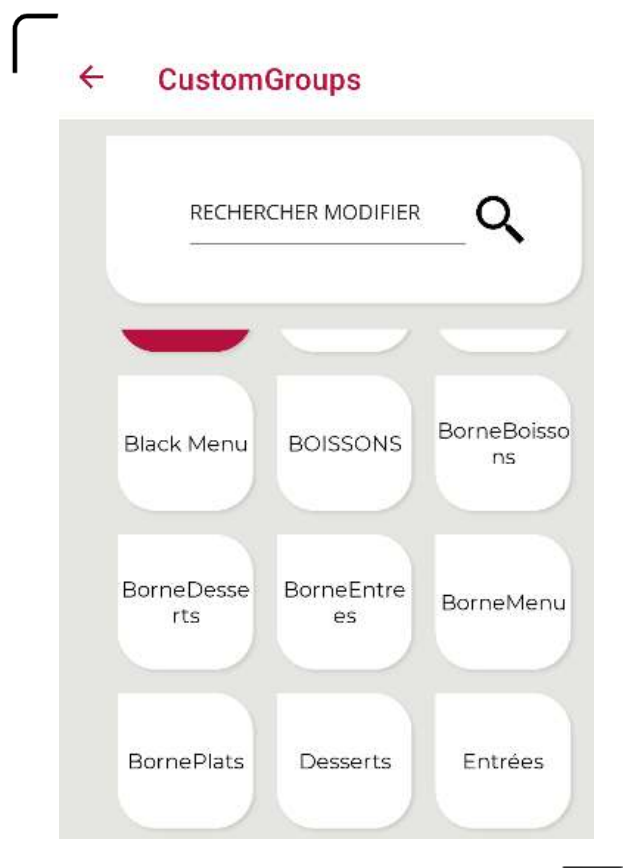 CustomGroups
RECHERCHER MODIFIER
Black Menu
BOISSONS
BorneBoisso
ns
BorneDesse
rts
BorneEntre
es
BorneMenu
BornePlats
Desserts
Entrées